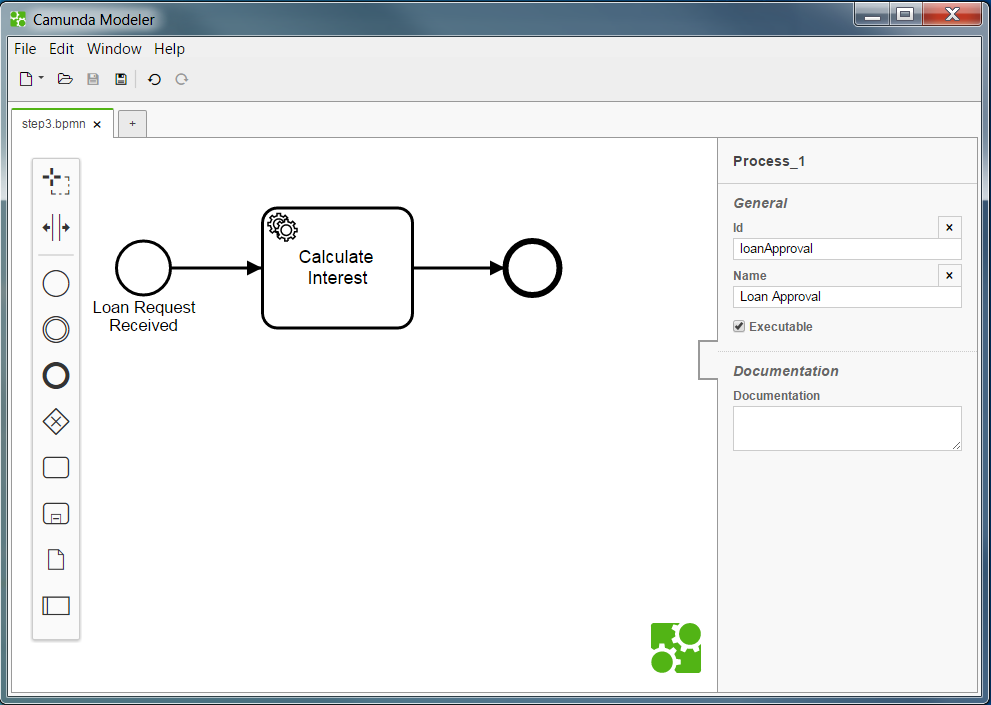 Camunda Modeler
File Edit Window Help
step3.bpmn × +
Process_1
General
Id ×
loanApproval
Name ×
Loan Approval
Executable
Documentation
Documentation
Calculate
Interest
Loan Request
Received